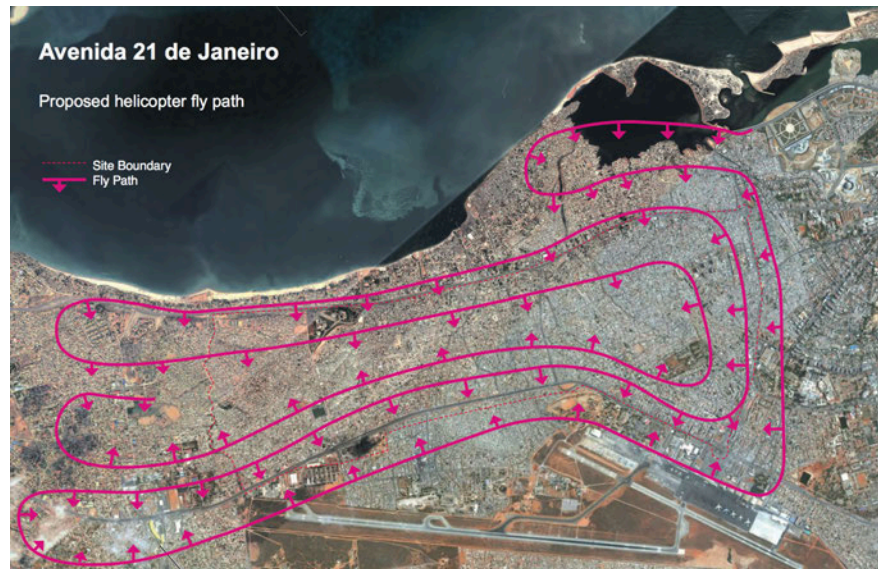 Avenida 21 de Janeiro
Proposed helicopter fly path
Site Boundary
Fly Path